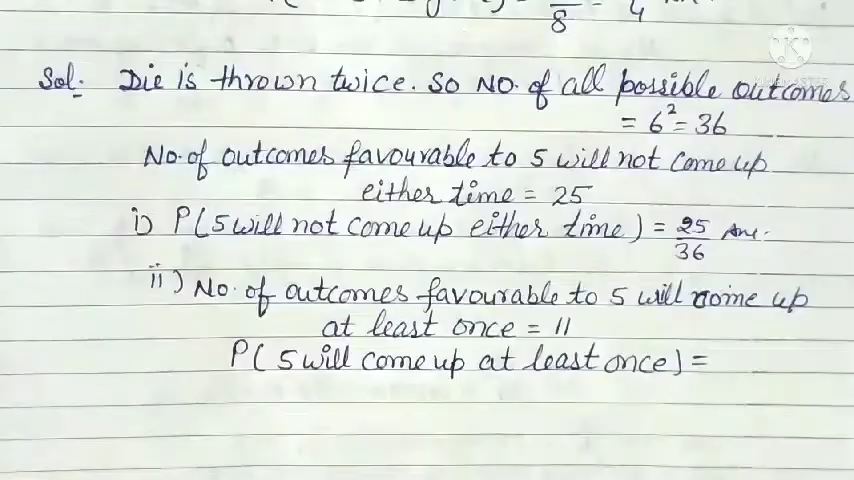 8 4
Sol. Die is thrown twice. So No. of all possible outcomes
= 6² = 36
No. of outcomes favourable to 5 will not come up
either time = 25
i) P(5 will not come up either time) = 25/36 Ans.
ii) No. of outcomes favourable to 5 will come up
at least once = 11
P(5 will come up at least once) =